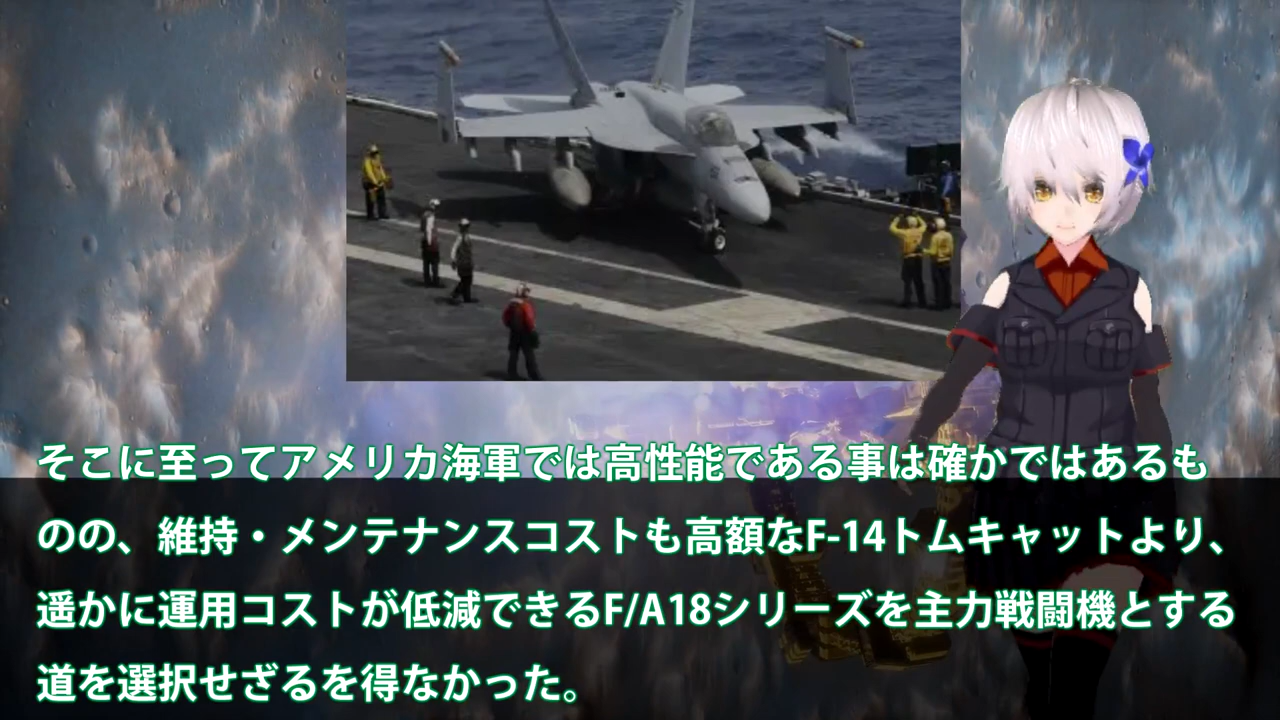 そこに至ってアメリカ海軍では高性能である事は確かではあるも
のの、維持・メンテナンスコストも高額なF-14トムキャットより、
遥かに運用コストが低減できるF/A18シリーズを主力戦闘機とする
道を選択せざるを得なかった。